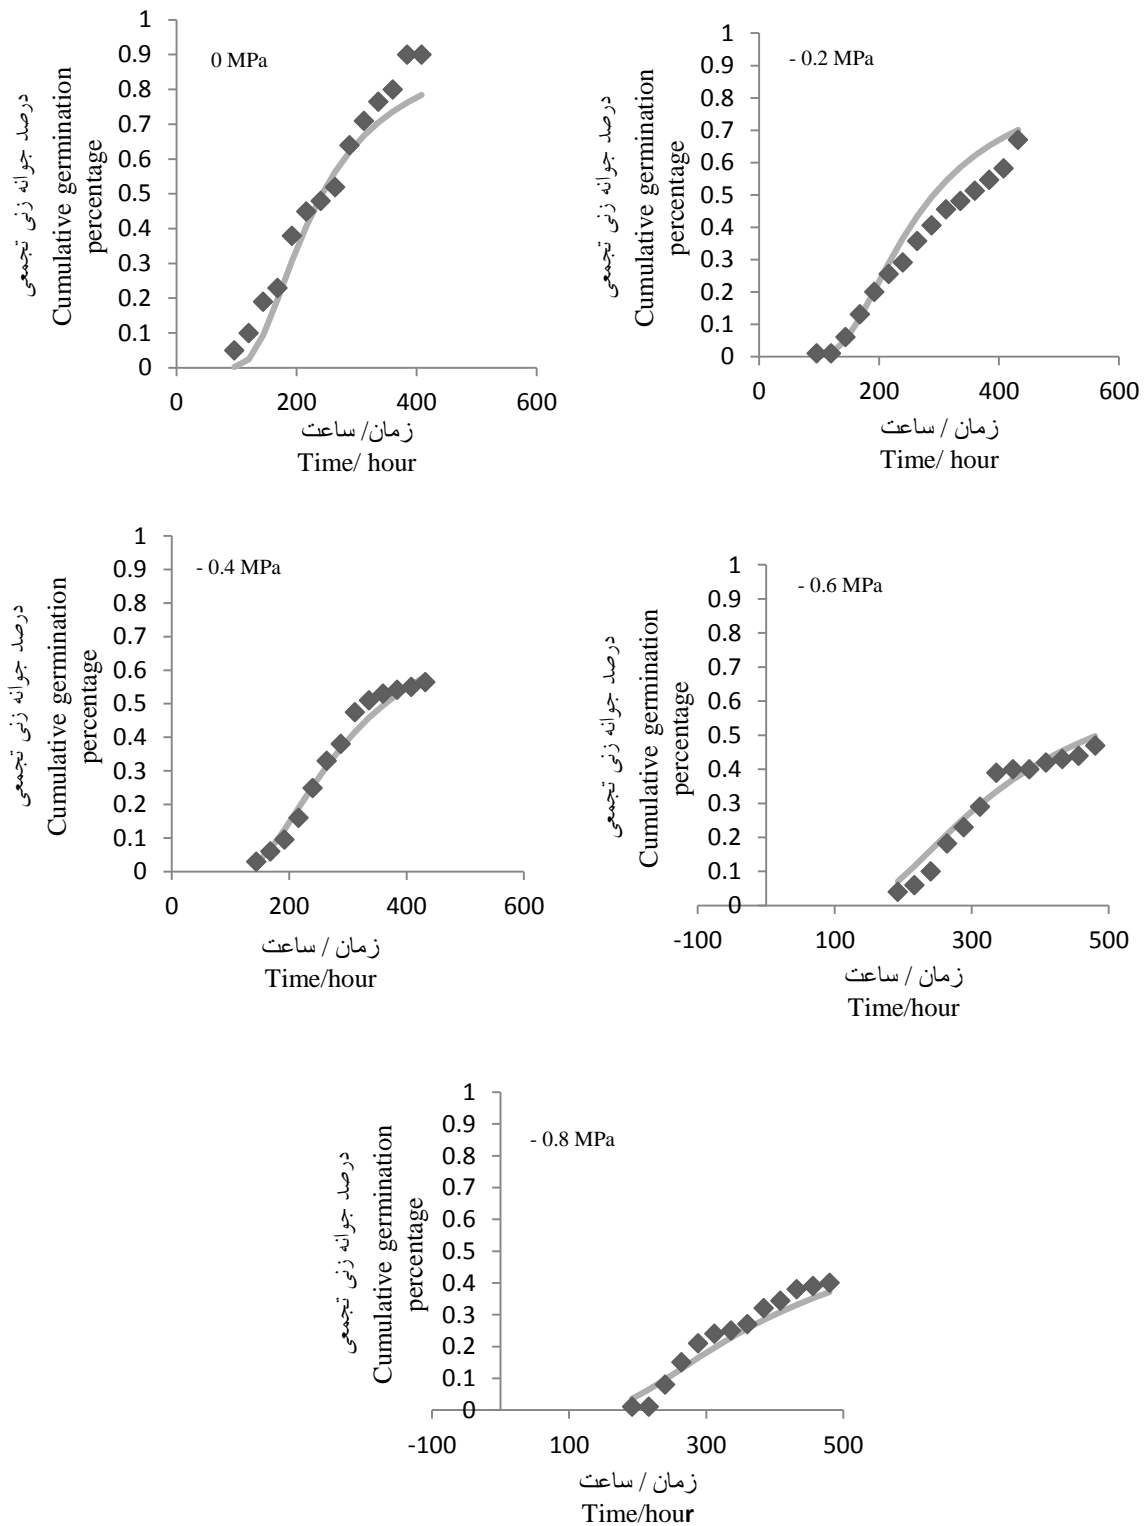 0 MPa
درصد جوانه زنی تجمعی
Cumulative germination
percentage
1
0.9
0.8
0.7
0.6
0.5
0.4
0.3
0.2
0.1
0
0 200 400 600
زمان/ ساعت
Time/ hour
- 0.2 MPa
درصد جوانه زنی تجمعی
Cumulative germination
percentage
1
0.9
0.8
0.7
0.6
0.5
0.4
0.3
0.2
0.1
0
0 200 400 600
زمان / ساعت
Time/ hour
- 0.4 MPa
درصد جوانه زنی تجمعی
Cumulative germination
percentage
1
0.9
0.8
0.7
0.6
0.5
0.4
0.3
0.2
0.1
0
0 200 400 600
زمان / ساعت
Time/hour
- 0.6 MPa
درصد جوانه زنی تجمعی
Cumulative germination
percentage
1
0.9
0.8
0.7
0.6
0.5
0.4
0.3
0.2
0.1
0
-100 100 300 500
زمان / ساعت
Time/hour
- 0.8 MPa
درصد جوانه زنی تجمعی
Cumulative germination
percentage
1
0.9
0.8
0.7
0.6
0.5
0.4
0.3
0.2
0.1
0
-100 100 300 500
زمان / ساعت
Time/hour